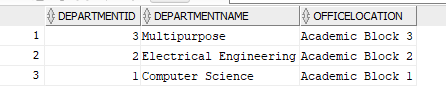 DEPARTMENTID DEPARTMENTNAME OFFICELOCATION
1 3 Multipurpose Academic Block 3
2 2 Electrical Engineering Academic Block 2
3 1 Computer Science Academic Block 1